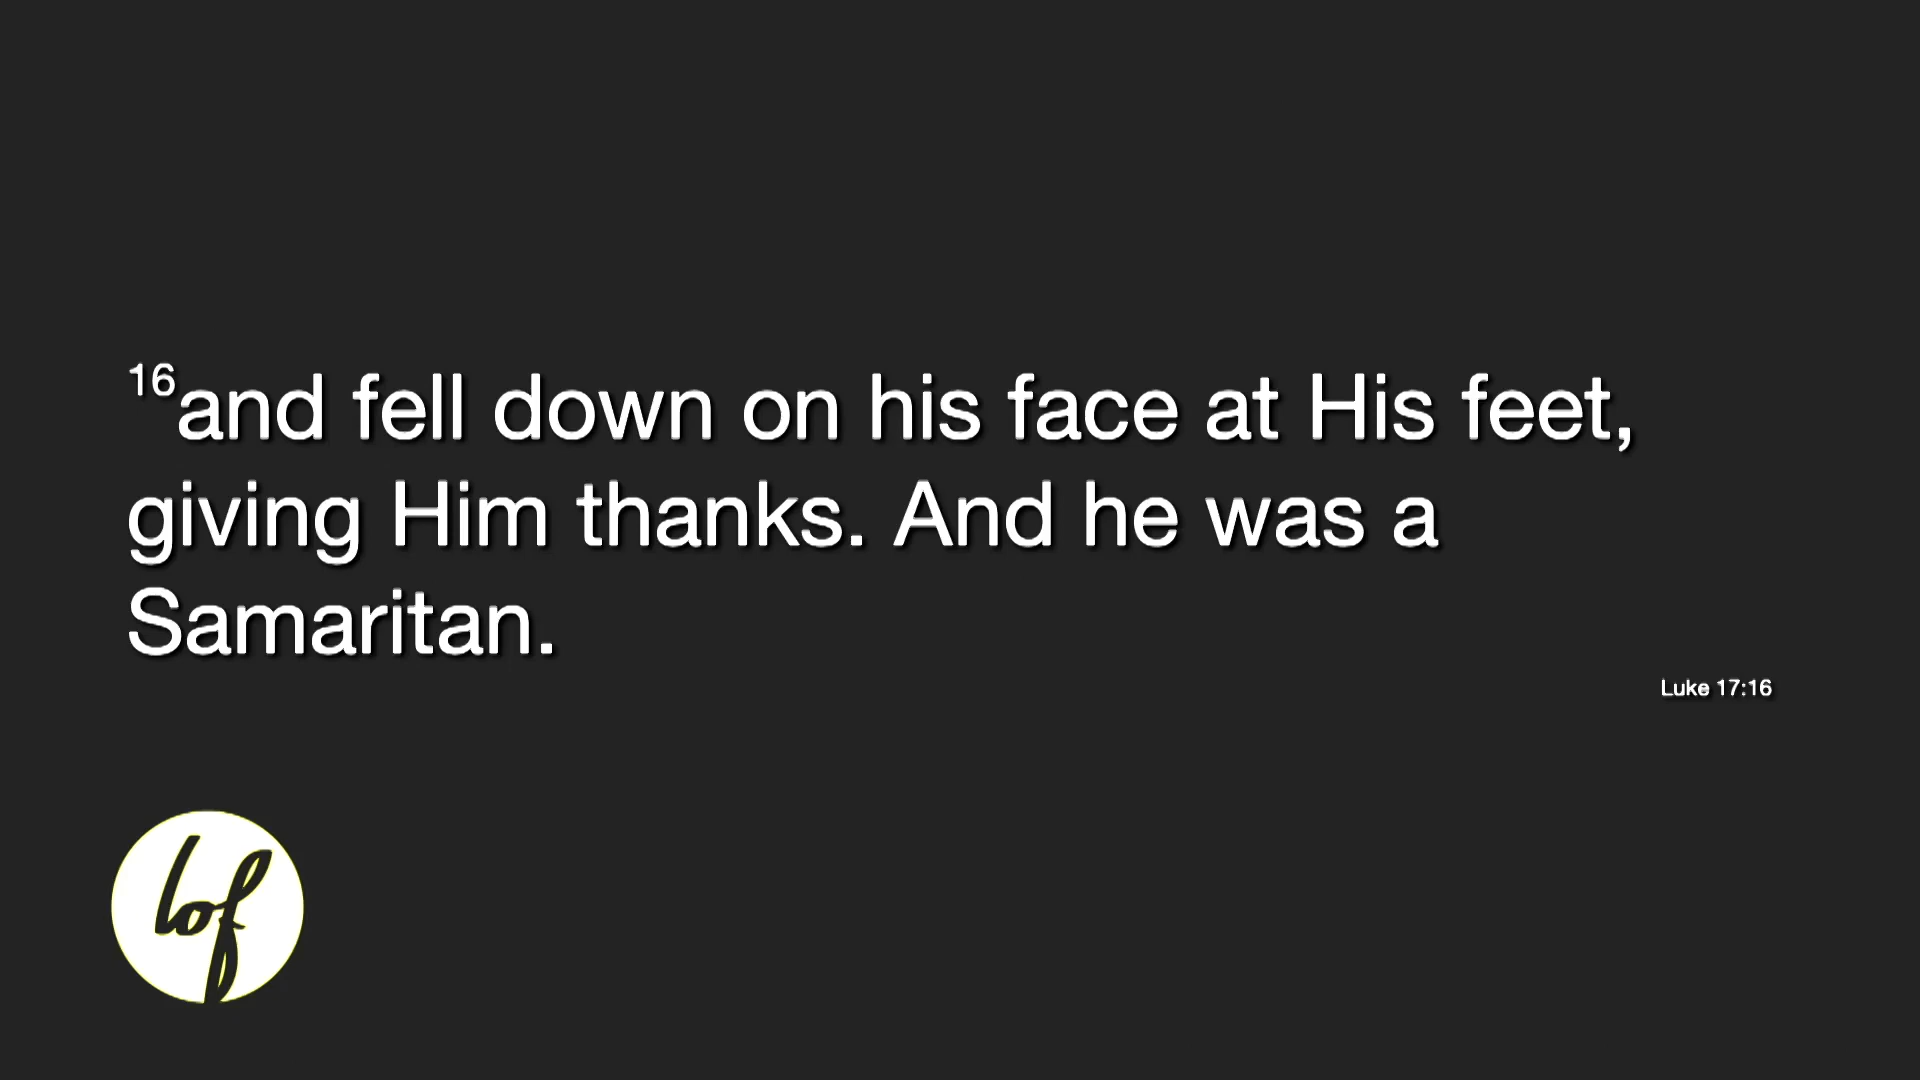 16and fell down on his face at His feet,
giving Him thanks. And he was a
Samaritan.
Luke 17:16
lof